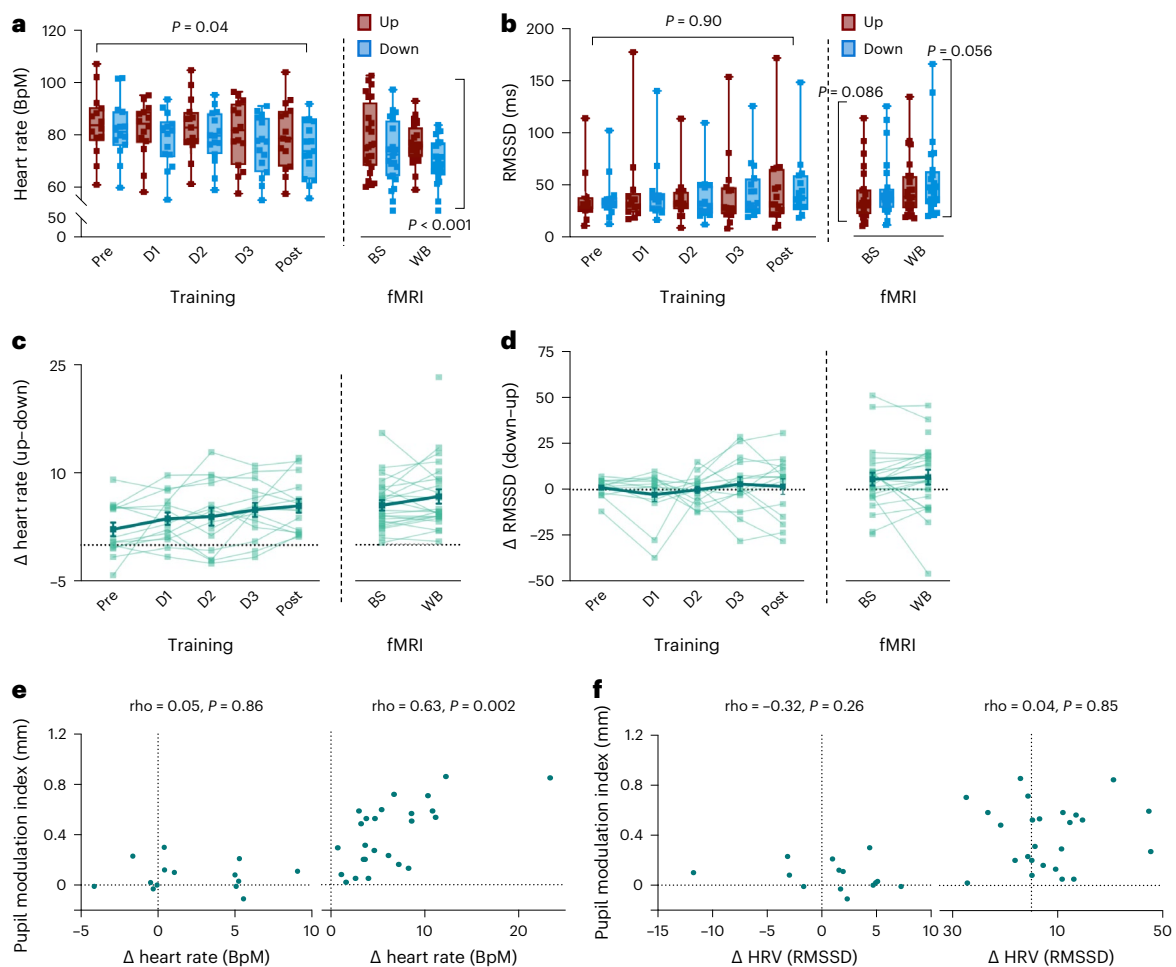 a
P = 0.04
Up
Down
Heart rate (BpM)
120
100
80
60
50
0
P < 0.001
Pre
D1
D2
D3
Post
BS
WB
Training
fMRI
b
P = 0.90
Up
Down
RMSSD (ms)
200
150
100
50
0
P = 0.086
P = 0.056
Pre
D1
D2
D3
Post
BS
WB
Training
fMRI
c
Δ heart rate (up–down)
25
10
–5
Pre
D1
D2
D3
Post
BS
WB
Training
fMRI
d
Δ RMSSD (down–up)
75
50
25
0
–25
–50
Pre
D1
D2
D3
Post
BS
WB
Training
fMRI
e
rho = 0.05, P = 0.86
rho = 0.63, P = 0.002
Pupil modulation index (mm)
1.2
0.8
0.4
0
–5
0
5
10
0
10
20
Δ heart rate (BpM)
Δ heart rate (BpM)
f
rho = –0.32, P = 0.26
rho = 0.04, P = 0.85
Pupil modulation index (mm)
1.2
0.8
0.4
0
–15
–10
–5
0
5
10
30
10
50
Δ HRV (RMSSD)
Δ HRV (RMSSD)